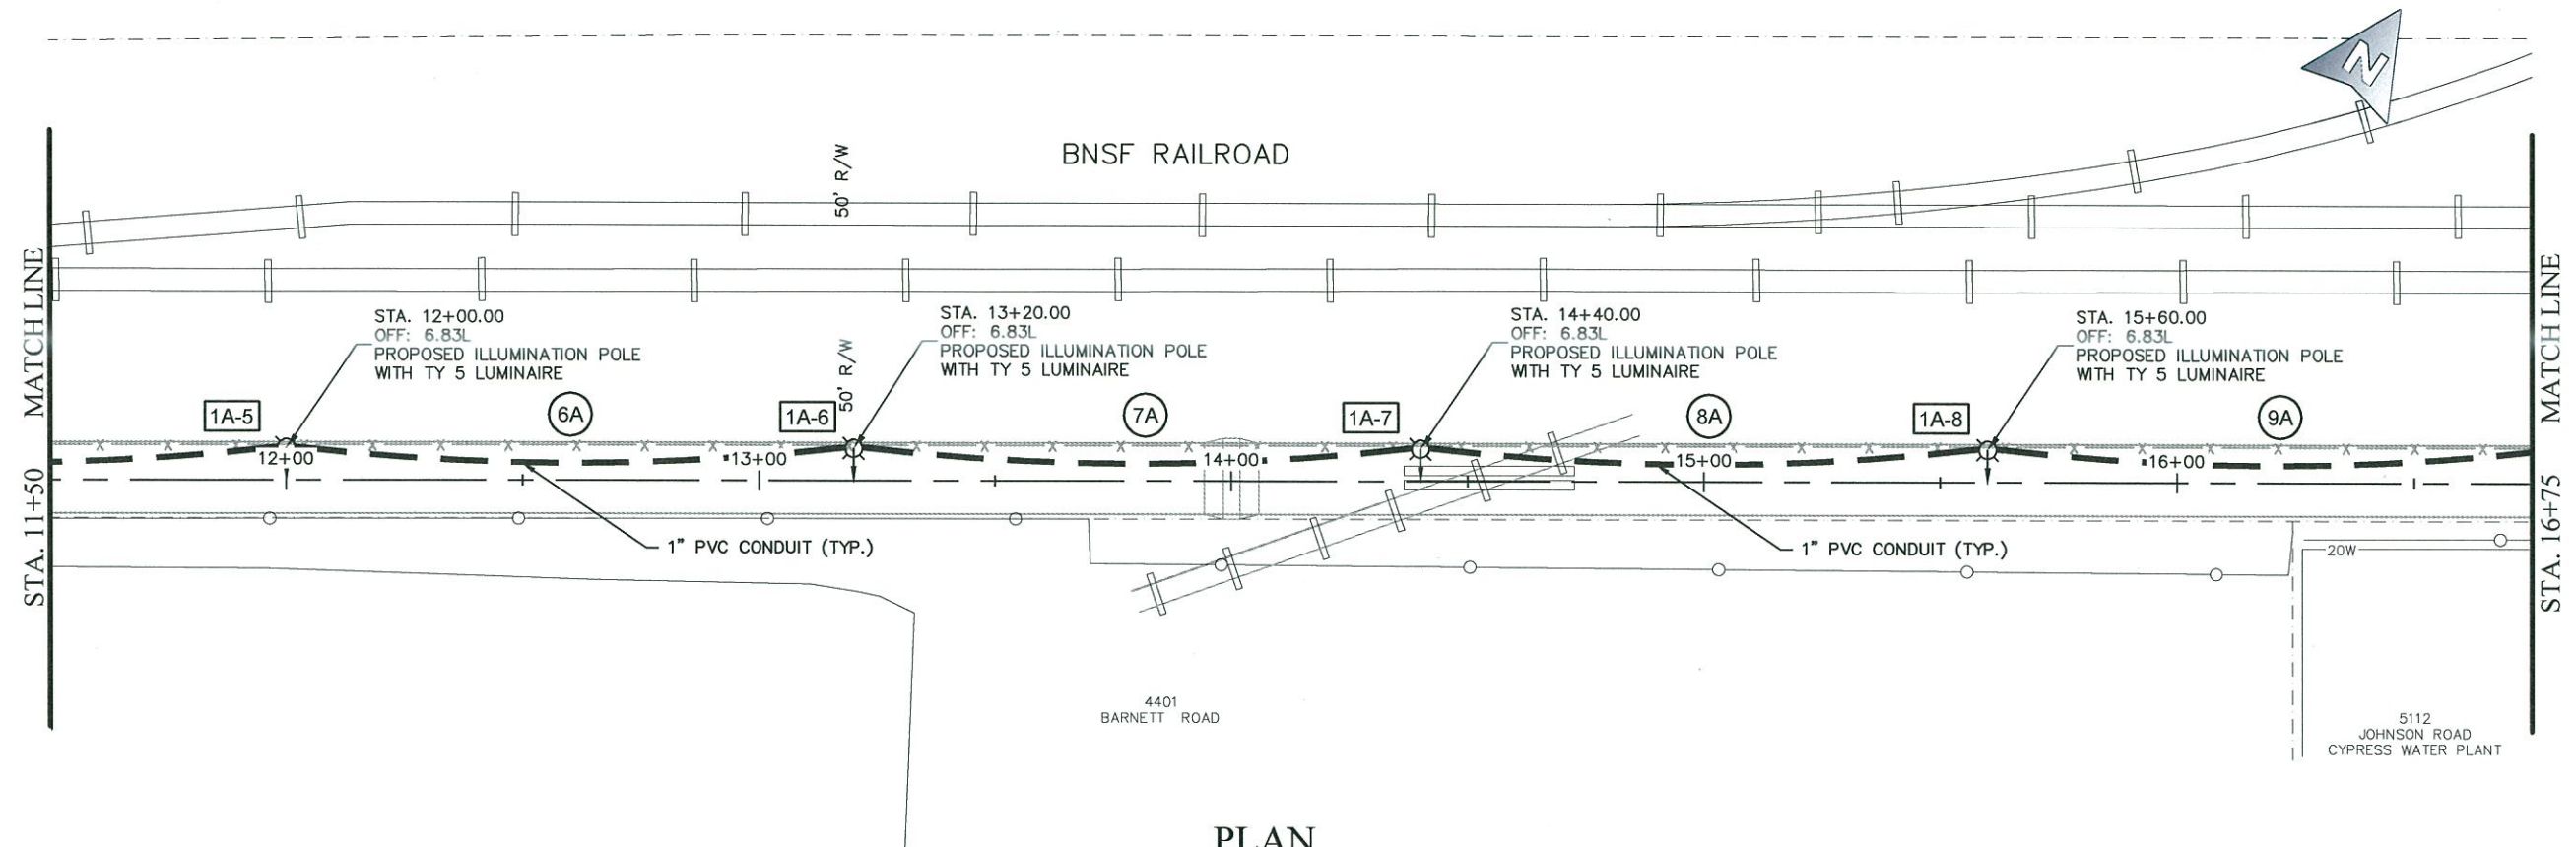 N
BNSF RAILROAD
50' R/W
STA. 12+00.00
OFF: 6.83L
PROPOSED ILLUMINATION POLE
WITH TY 5 LUMINAIRE
STA. 13+20.00
OFF: 6.83L
PROPOSED ILLUMINATION POLE
WITH TY 5 LUMINAIRE
STA. 14+40.00
OFF: 6.83L
PROPOSED ILLUMINATION POLE
WITH TY 5 LUMINAIRE
STA. 15+60.00
OFF: 6.83L
PROPOSED ILLUMINATION POLE
WITH TY 5 LUMINAIRE
50' R/W
1A-5
6A
1A-6
7A
1A-7
8A
1A-8
9A
12+00
13+00
14+00
15+00
16+00
STA. 11+50 MATCH LINE
STA. 16+75 MATCH LINE
1" PVC CONDUIT (TYP.)
1" PVC CONDUIT (TYP.)
20W
4401
BARNETT ROAD
5112
JOHNSON ROAD
CYPRESS WATER PLANT
PLAN